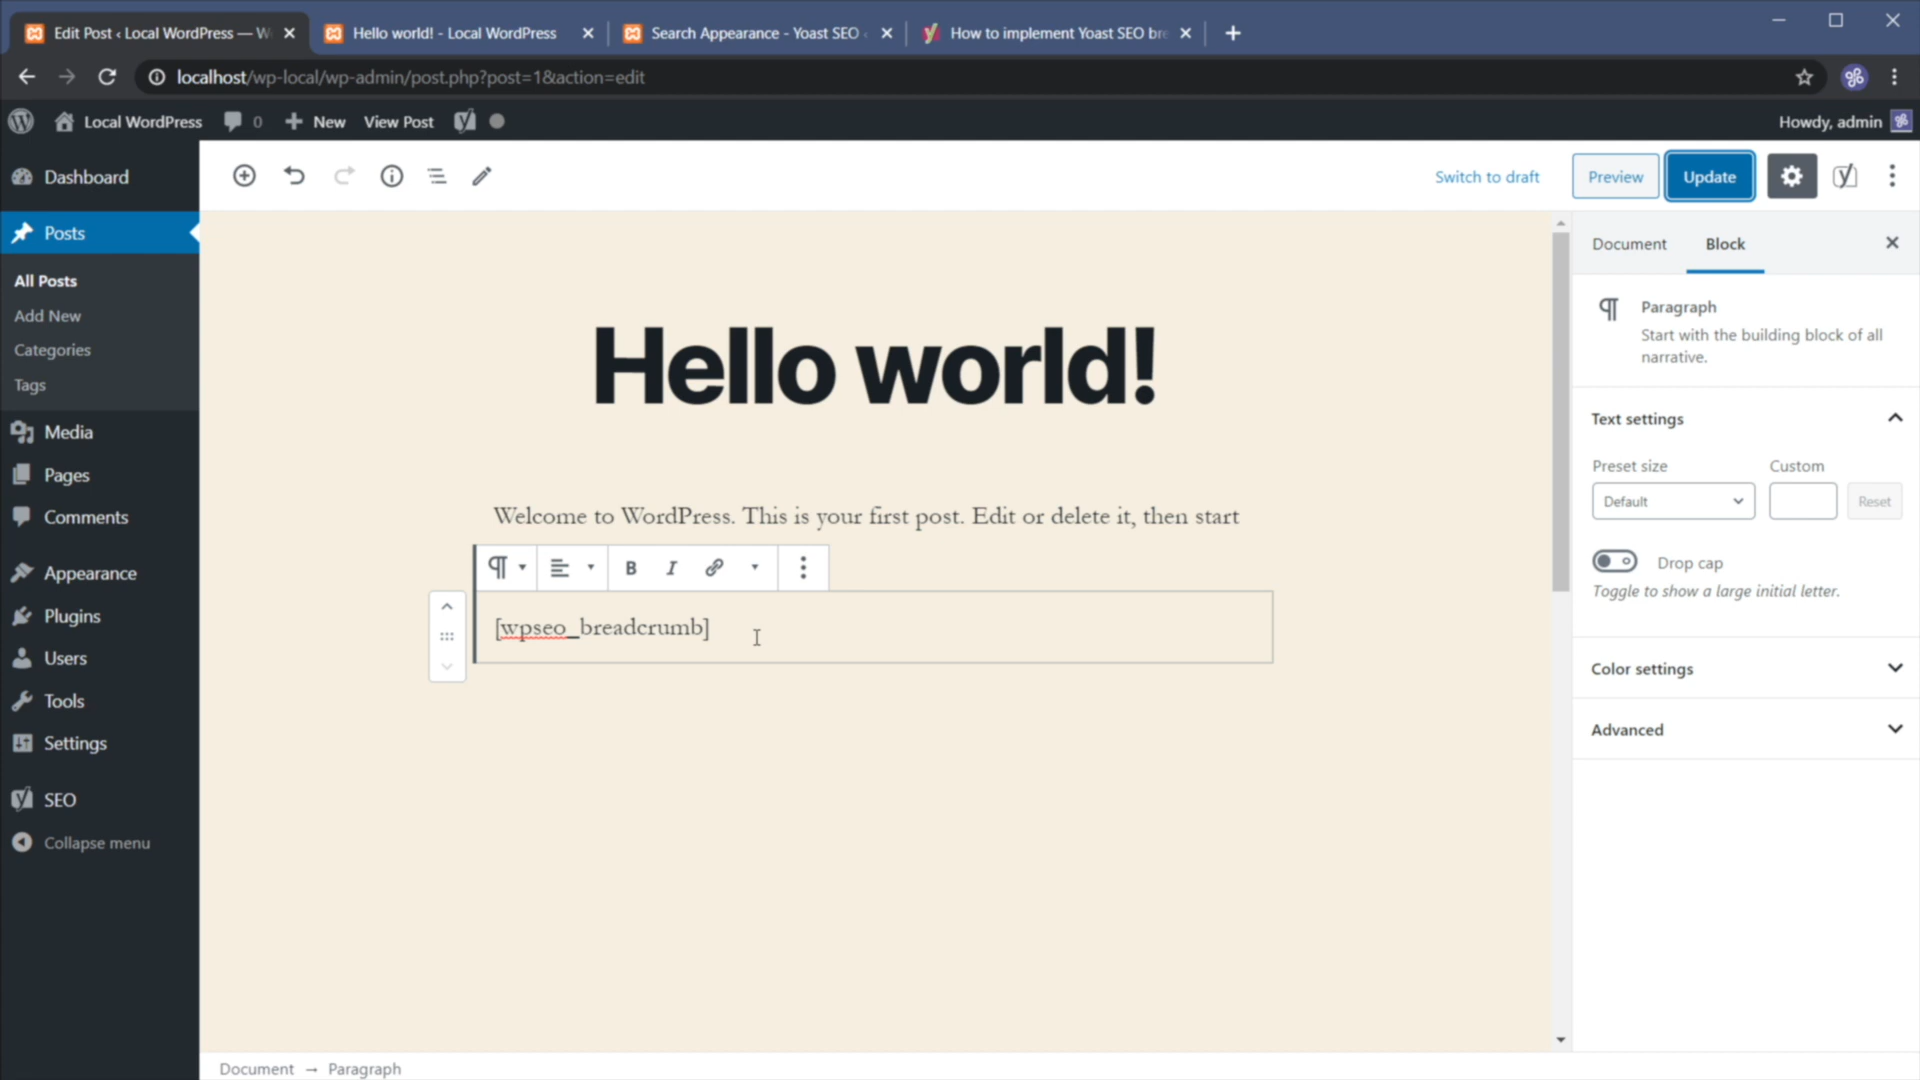 Edit Post ‹ Local WordPress — W
Hello world! - Local WordPress
Search Appearance - Yoast SEO ‹
How to implement Yoast SEO bre
localhost/wp-local/wp-admin/post.php?post=1&action=edit
Local WordPress
0
New
View Post
Howdy, admin
Dashboard
Posts
All Posts
Add New
Categories
Tags
Media
Pages
Comments
Appearance
Plugins
Users
Tools
Settings
SEO
Collapse menu
Switch to draft
Preview
Update
Hello world!
Welcome to WordPress. This is your first post. Edit or delete it, then start
B
I
[wpseo_breadcrumb]
Document
Block
Paragraph
Start with the building block of all
narrative.
Text settings
Preset size
Custom
Default
Reset
Drop cap
Toggle to show a large initial letter.
Color settings
Advanced
Document → Paragraph